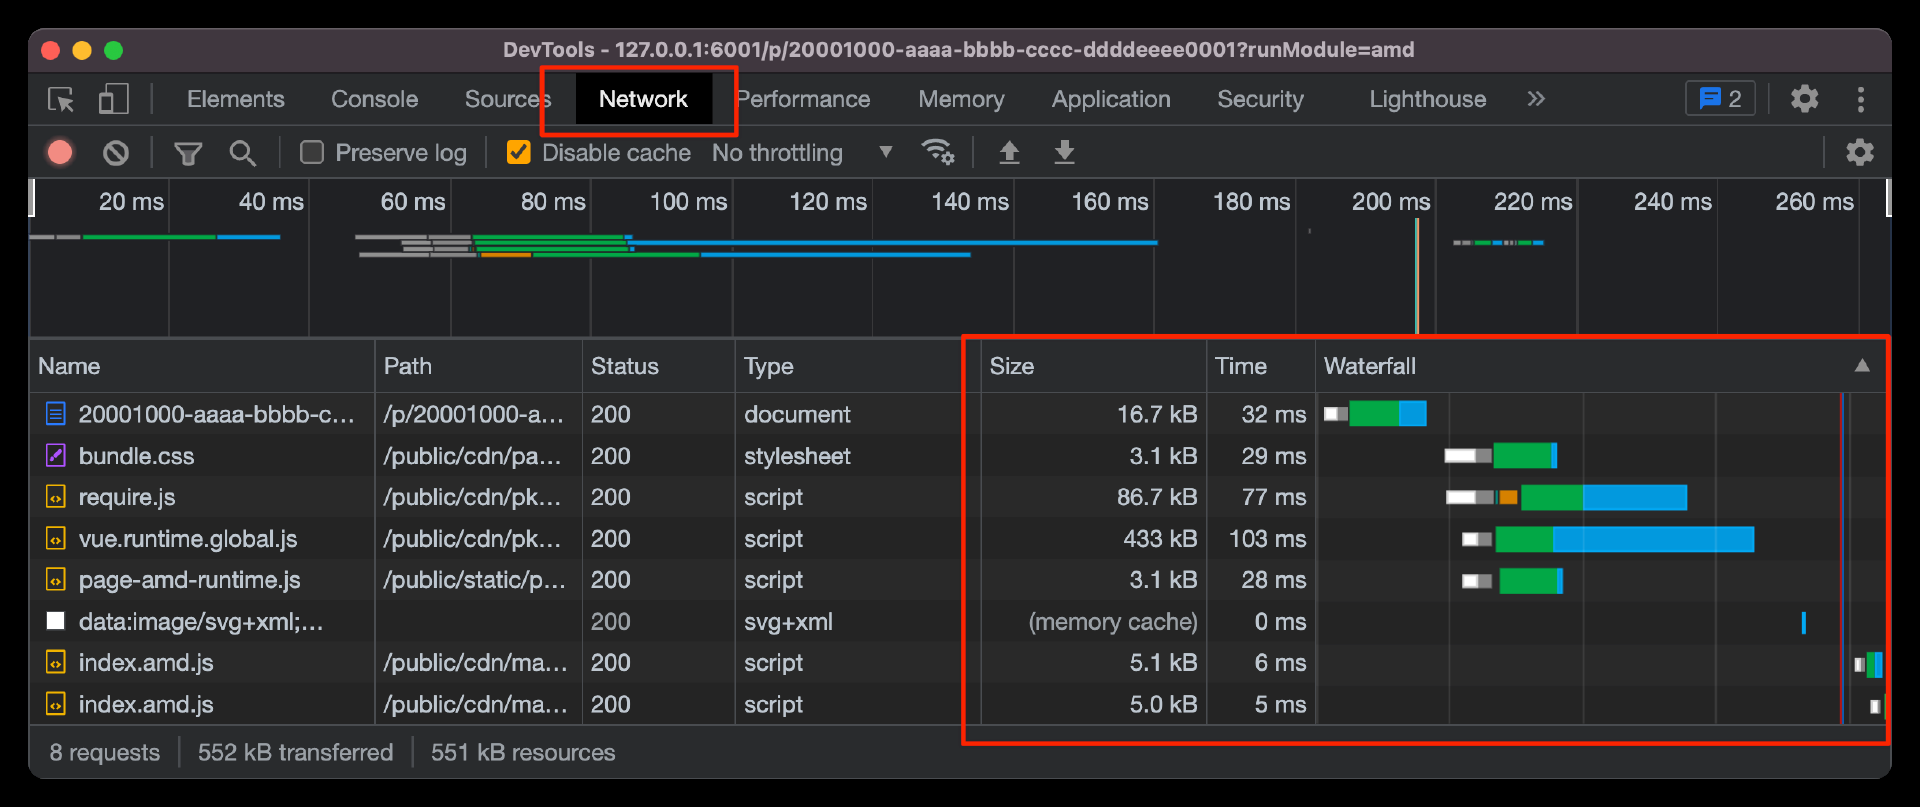 DevTools - 127.0.0.1:6001/p/20001000-aaaa-bbbb-cccc-ddddeeee0001?runModule=amd
Elements Console Sources Network Performance Memory Application Security Lighthouse » 2
Preserve log Disable cache No throttling
20 ms 40 ms 60 ms 80 ms 100 ms 120 ms 140 ms 160 ms 180 ms 200 ms 220 ms 240 ms 260 ms
Name Path Status Type Size Time Waterfall
20001000-aaaa-bbbb-c... /p/20001000-a... 200 document 16.7 kB 32 ms
bundle.css /public/cdn/pa... 200 stylesheet 3.1 kB 29 ms
require.js /public/cdn/pk... 200 script 86.7 kB 77 ms
vue.runtime.global.js /public/cdn/pk... 200 script 433 kB 103 ms
page-amd-runtime.js /public/static/p... 200 script 3.1 kB 28 ms
data:image/svg+xml;... 200 svg+xml (memory cache) 0 ms
index.amd.js /public/cdn/ma... 200 script 5.1 kB 6 ms
index.amd.js /public/cdn/ma... 200 script 5.0 kB 5 ms
8 requests 552 kB transferred 551 kB resources